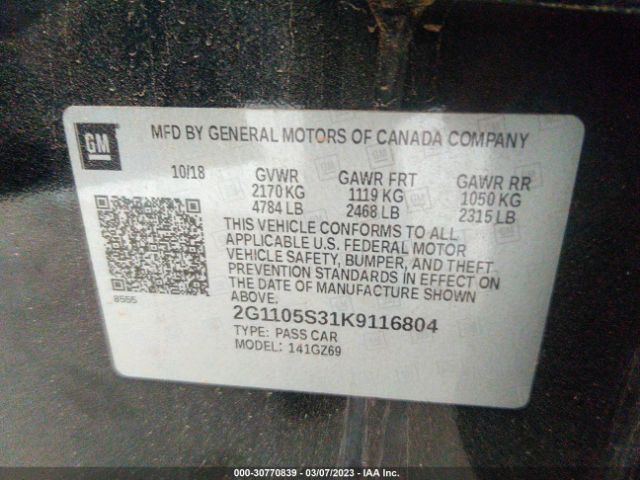 GM
MFD BY GENERAL MOTORS OF CANADA COMPANY
10/18 GVWR GAWR FRT GAWR RR
2170 KG 1119 KG 1050 KG
4784 LB 2468 LB 2315 LB
THIS VEHICLE CONFORMS TO ALL
APPLICABLE U.S. FEDERAL MOTOR
VEHICLE SAFETY, BUMPER, AND THEFT
PREVENTION STANDARDS IN EFFECT ON
THE DATE OF MANUFACTURE SHOWN
ABOVE.
8555
2G1105S31K9116804
TYPE: PASS CAR
MODEL: 141GZ69
000-30770839 - 03/07/2023 - IAA Inc.